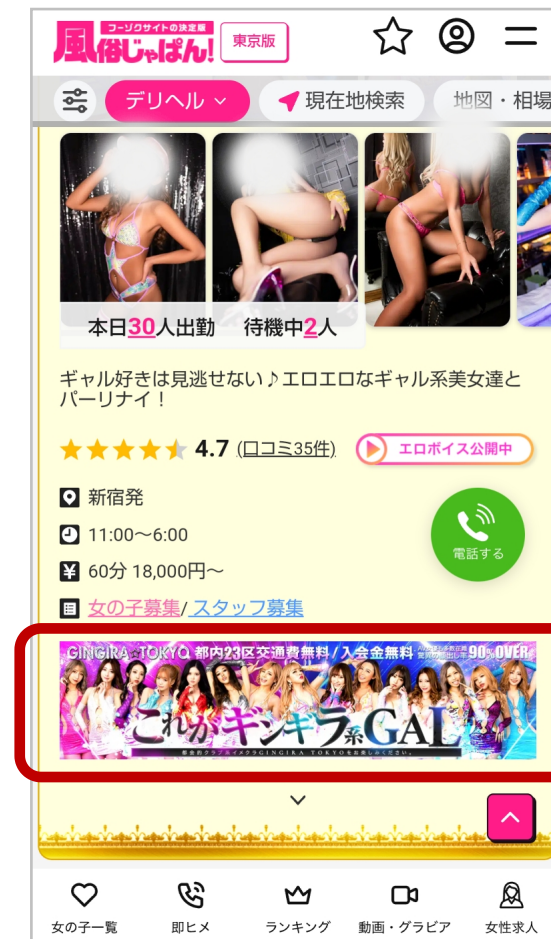 フーゾクサイトの決定版
風俗じゃぱん!
東京版
デリヘル
現在地検索
地図・相場
本日30人出勤 待機中2人
ギャル好きは見逃せない♪エロエロなギャル系美女達と
パーリナイ!
4.7 (口コミ35件)
エロボイス公開中
新宿発
11:00〜6:00
電話する
¥ 60分 18,000円〜
女の子募集/ スタッフ募集
GINGIRA☆TOKYO 都内23区交通費無料/入会金無料
90%OVER
これがギンギラ系GAL
女の子一覧
即ヒメ
ランキング
動画・グラビア
女性求人